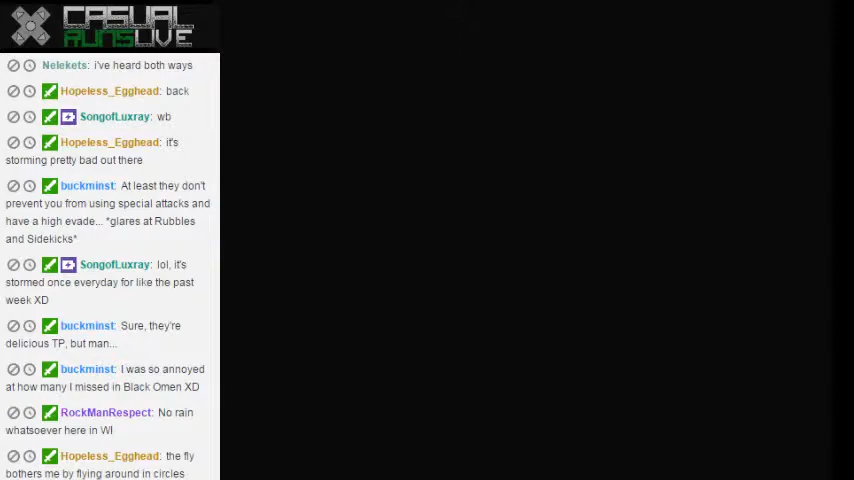 CASUAL
RUNSLIVE
Nelekets: i've heard both ways
Hopeless_Egghead: back
SongofLuxray: wb
Hopeless_Egghead: it's
storming pretty bad out there
buckminst: At least they don't
prevent you from using special attacks and
have a high evade... *glares at Rubbles
and Sidekicks*
SongofLuxray: lol, it's
stormed once everyday for like the past
week XD
buckminst: Sure, they're
delicious TP, but man...
buckminst: I was so annoyed
at how many I missed in Black Omen XD
RockManRespect: No rain
whatsoever here in WI
Hopeless_Egghead: the fly
bothers me by flying around in circles